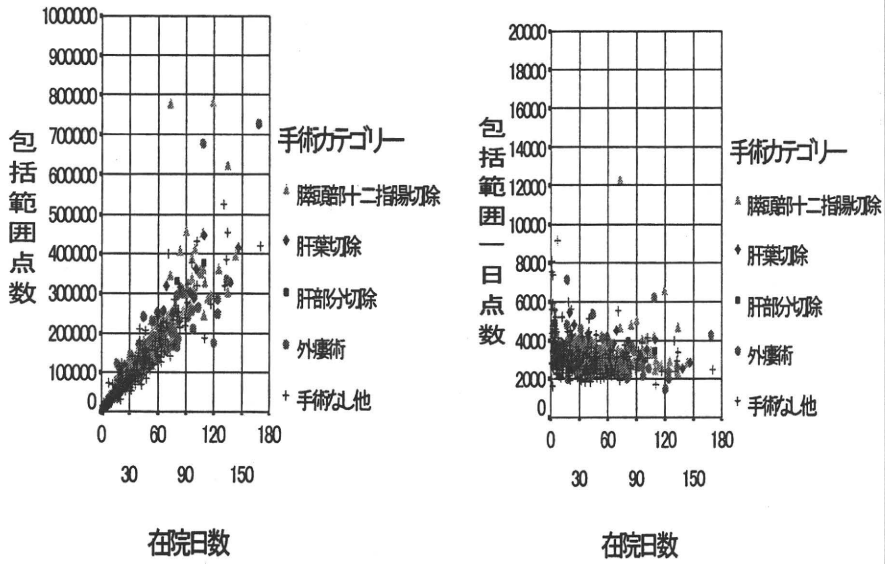 1000000
900000
800000
700000
600000
500000
400000
300000
200000
100000
0
包括範囲点数
0 60 120 180
30 90 150
在院日数
手術カテゴリー
膵頭部十二指腸切除
肝葉切除
肝部分切除
外瘻術
手術なし他
20000
18000
16000
14000
12000
10000
8000
6000
4000
2000
0
包括範囲一日点数
0 60 120 180
30 90 150
在院日数
手術カテゴリー
膵頭部十二指腸切除
肝葉切除
肝部分切除
外瘻術
手術なし他